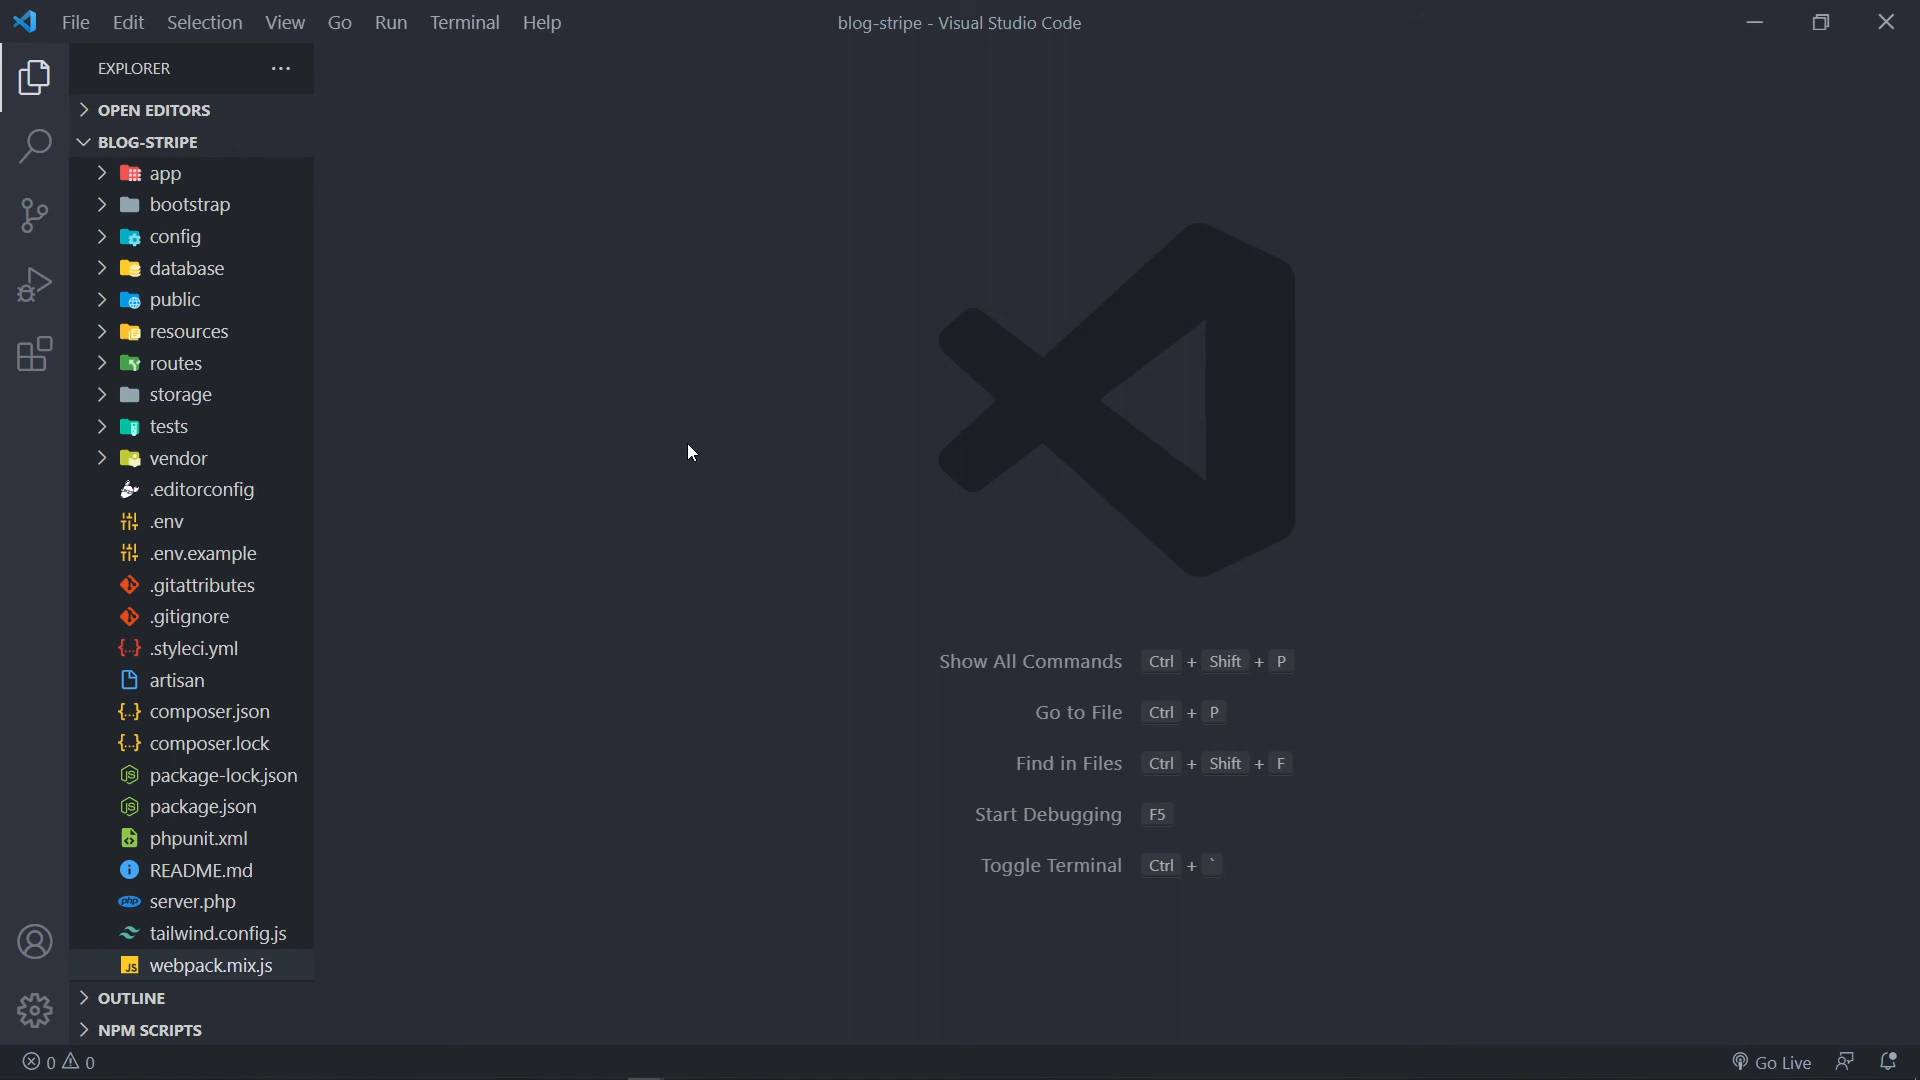 File Edit Selection View Go Run Terminal Help
blog-stripe - Visual Studio Code
EXPLORER
OPEN EDITORS
BLOG-STRIPE
app
bootstrap
config
database
public
resources
routes
storage
tests
vendor
.editorconfig
.env
.env.example
.gitattributes
.gitignore
.styleci.yml
artisan
composer.json
composer.lock
package-lock.json
package.json
phpunit.xml
README.md
server.php
tailwind.config.js
webpack.mix.js
OUTLINE
NPM SCRIPTS
Show All Commands Ctrl + Shift + P
Go to File Ctrl + P
Find in Files Ctrl + Shift + F
Start Debugging F5
Toggle Terminal Ctrl + `
0 0
Go Live